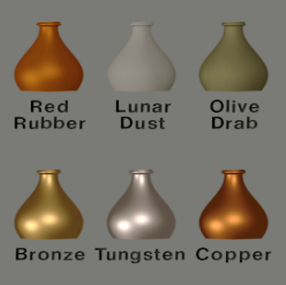 Red Lunar Olive
Rubber Dust Drab
Bronze Tungsten Copper